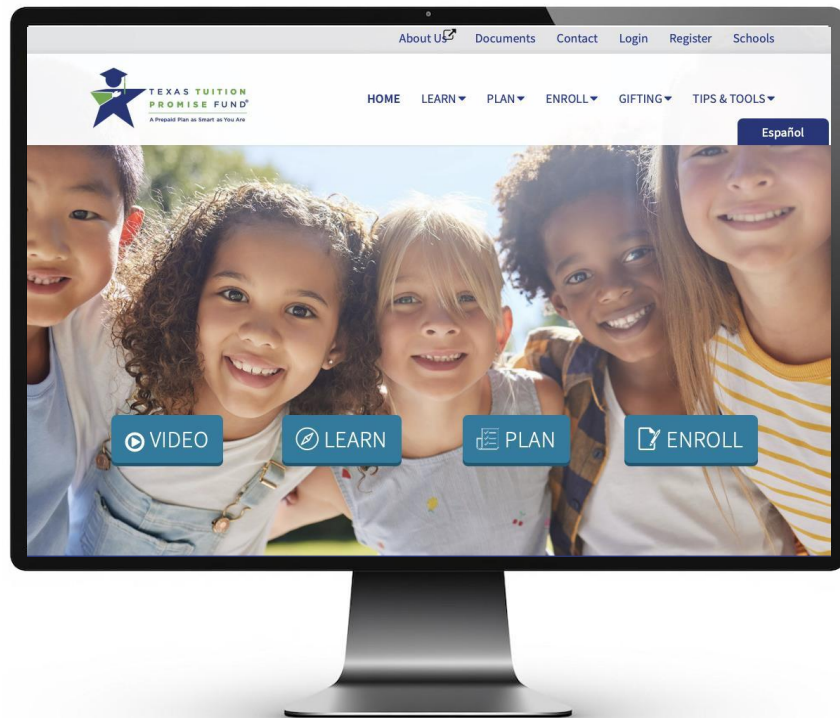 About Us Documents Contact Login Register Schools
TEXAS TUITION
PROMISE FUND®
A Prepaid Plan as Smart as You Are
HOME LEARN PLAN ENROLL GIFTING TIPS & TOOLS
Español
VIDEO LEARN PLAN ENROLL